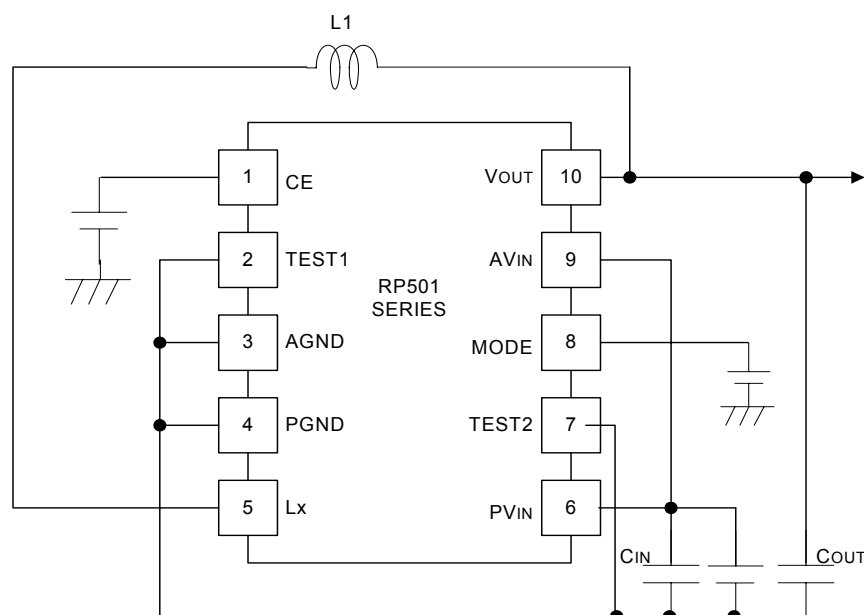 L1
1
CE
VOUT
10
2
TEST1
AVIN
9
RP501
SERIES
3
AGND
MODE
8
4
PGND
TEST2
7
5
Lx
PVIN
6
CIN
COUT